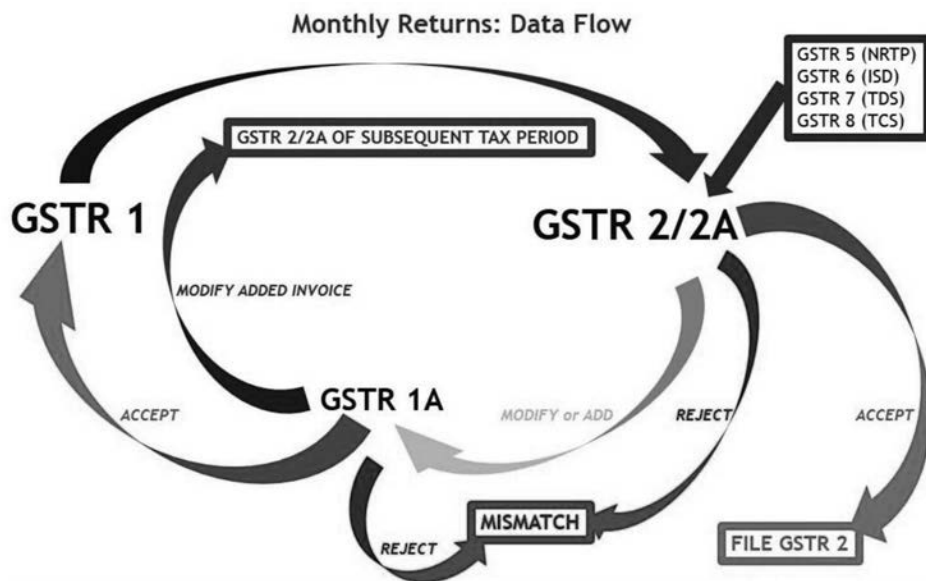 Monthly Returns: Data Flow
GSTR 5 (NRTP)
GSTR 6 (ISD)
GSTR 7 (TDS)
GSTR 8 (TCS)
GSTR 2/2A OF SUBSEQUENT TAX PERIOD
GSTR 1
GSTR 2/2A
MODIFY ADDED INVOICE
GSTR 1A
ACCEPT
MODIFY or ADD
REJECT
ACCEPT
MISMATCH
REJECT
FILE GSTR 2